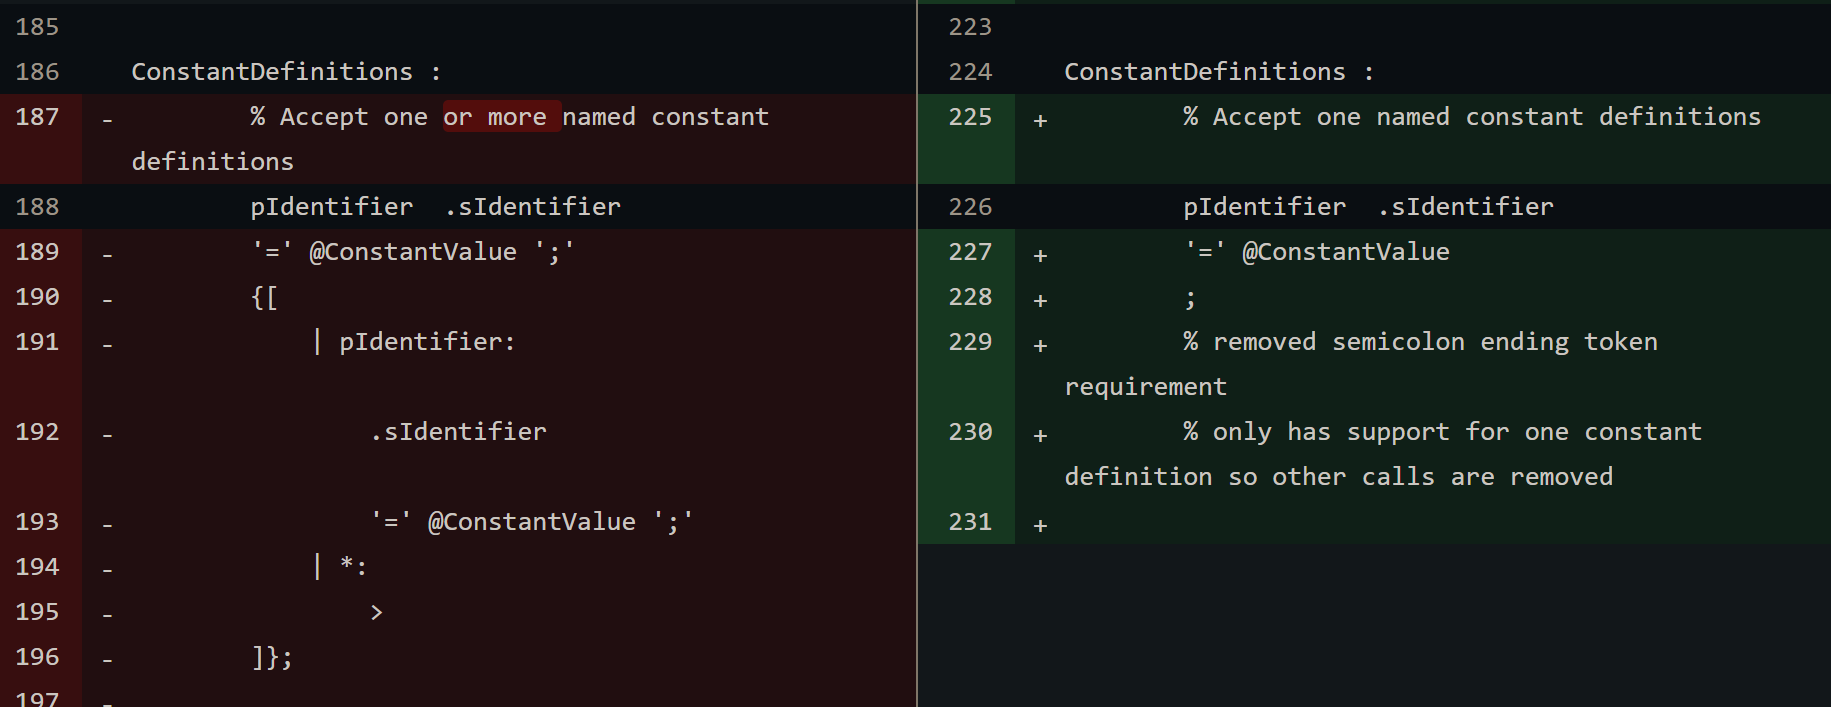 185
186 ConstantDefinitions :
187 - % Accept one or more named constant
definitions
188 pIdentifier .sIdentifier
189 - '=' @ConstantValue ';'
190 - {[
191 - | pIdentifier:
192 - .sIdentifier
193 - '=' @ConstantValue ';'
194 - | *:
195 - >
196 - ]};
197 -
223
224 ConstantDefinitions :
225 + % Accept one named constant definitions
226 pIdentifier .sIdentifier
227 + '=' @ConstantValue
228 + ;
229 + % removed semicolon ending token
requirement
230 + % only has support for one constant
definition so other calls are removed
231 +